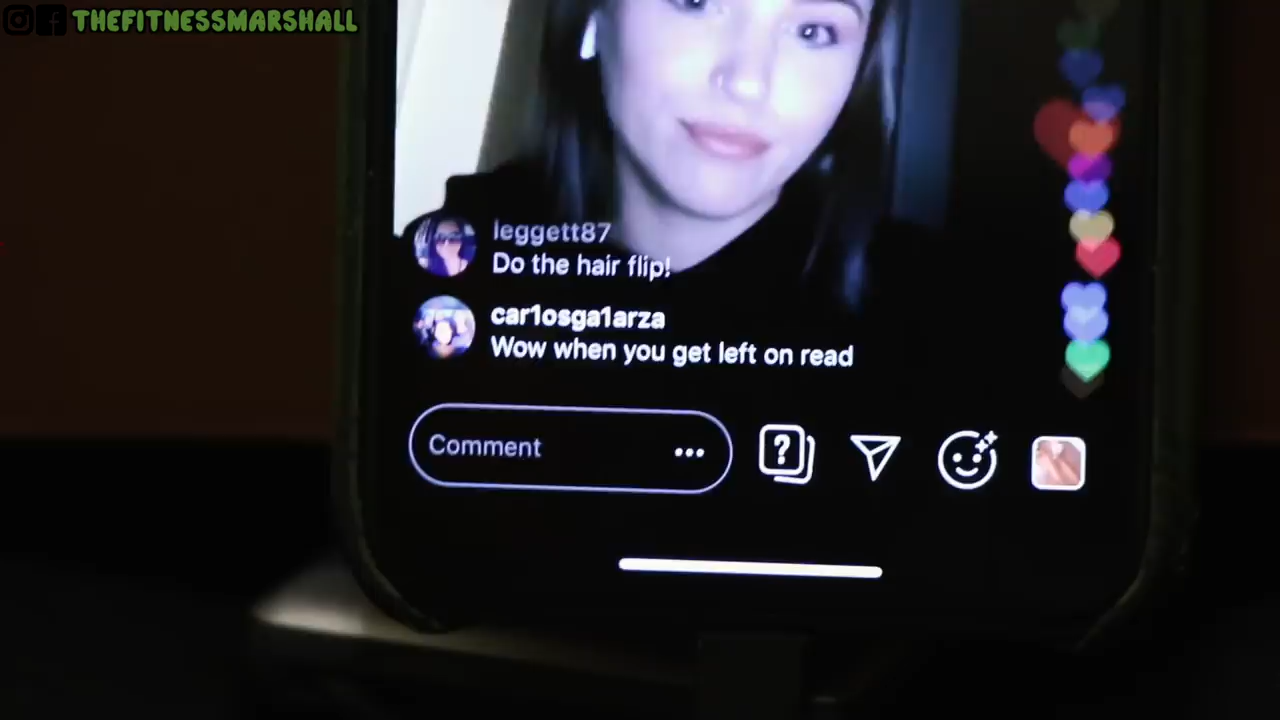 THEFITNESSMARSHALL
leggett87
Do the hair flip!
car1osga1arza
Wow when you get left on read
Comment
?